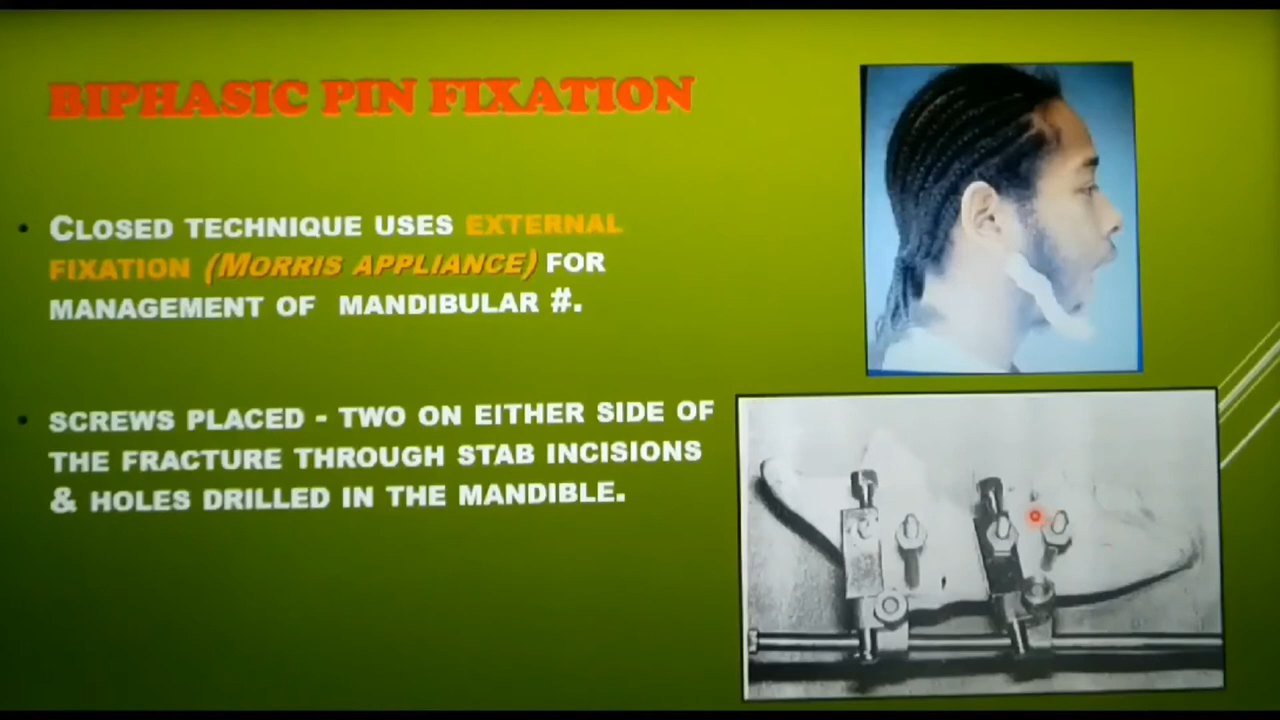 BIPHASIC PIN FIXATION
• CLOSED TECHNIQUE USES EXTERNAL
FIXATION (MORRIS APPLIANCE) FOR
MANAGEMENT OF MANDIBULAR #.
• SCREWS PLACED - TWO ON EITHER SIDE OF
THE FRACTURE THROUGH STAB INCISIONS
& HOLES DRILLED IN THE MANDIBLE.